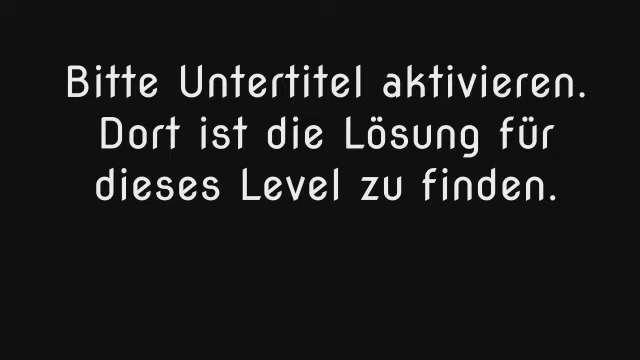 Bitte Untertitel aktivieren.
Dort ist die Lösung für
dieses Level zu finden.